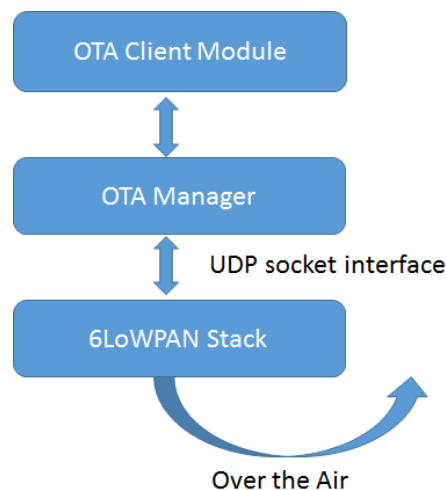 OTA Client Module
OTA Manager
UDP socket interface
6LoWPAN Stack
Over the Air